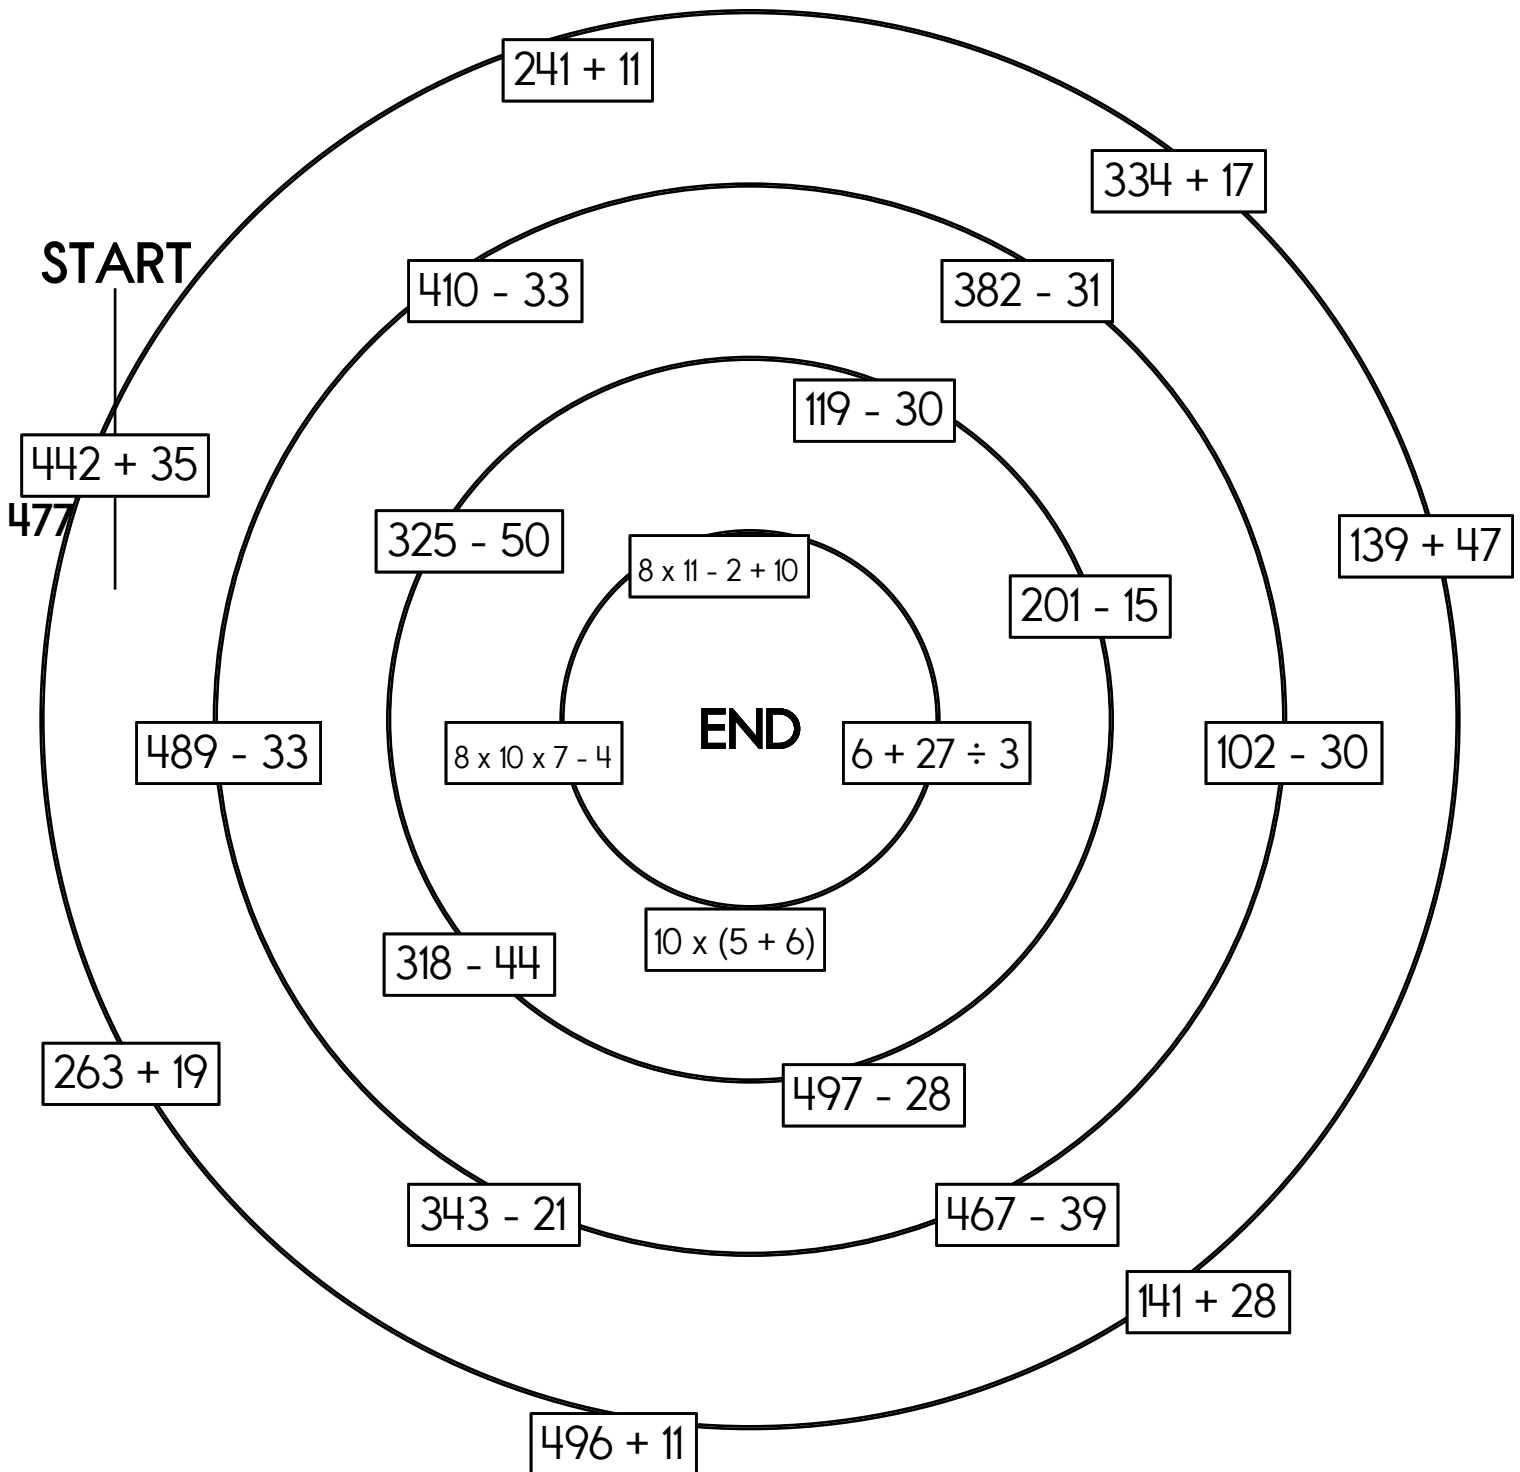 241 + 11
334 + 17
START
410 - 33
382 - 31
119 - 30
442 + 35
477
325 - 50
139 + 47
8 x 11 - 2 + 10
201 - 15
END
489 - 33
8 x 10 x 7 - 4
6 + 27 ÷ 3
102 - 30
10 x (5 + 6)
318 - 44
263 + 19
497 - 28
343 - 21
467 - 39
141 + 28
496 + 11